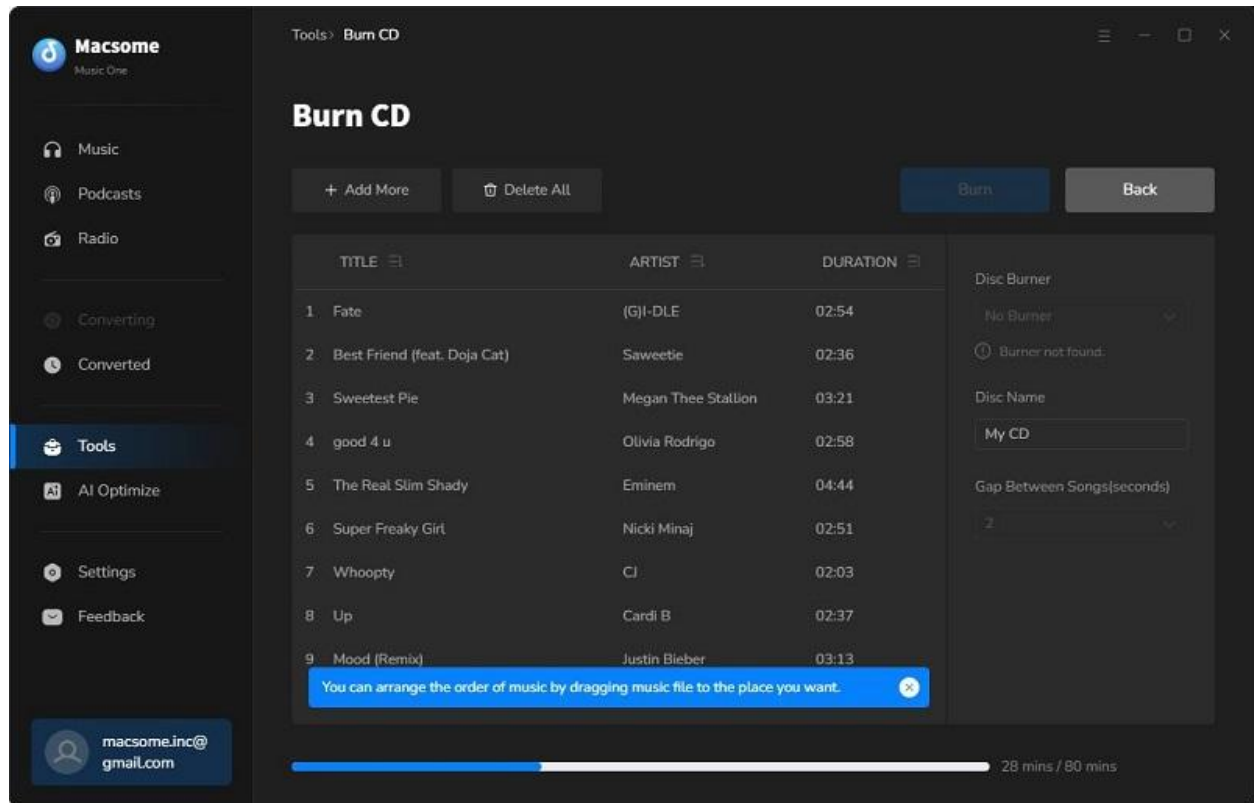 Macsome
Music One
Tools› Burn CD
Burn CD
Music
Podcasts
Radio
Converting
Converted
Tools
AI Optimize
Settings
Feedback
macsome.inc@
gmail.com
+ Add More
Delete All
Burn
Back
TITLE ARTIST DURATION
1 Fate (G)I-DLE 02:54
2 Best Friend (feat. Doja Cat) Saweetie 02:36
3 Sweetest Pie Megan Thee Stallion 03:21
4 good 4 u Olivia Rodrigo 02:58
5 The Real Slim Shady Eminem 04:44
6 Super Freaky Girl Nicki Minaj 02:51
7 Whoopty CJ 02:03
8 Up Cardi B 02:37
9 Mood (Remix) Justin Bieber 03:13
You can arrange the order of music by dragging music file to the place you want.
Disc Burner
No Burner
Burner not found.
Disc Name
My CD
Gap Between Songs(seconds)
2
28 mins / 80 mins